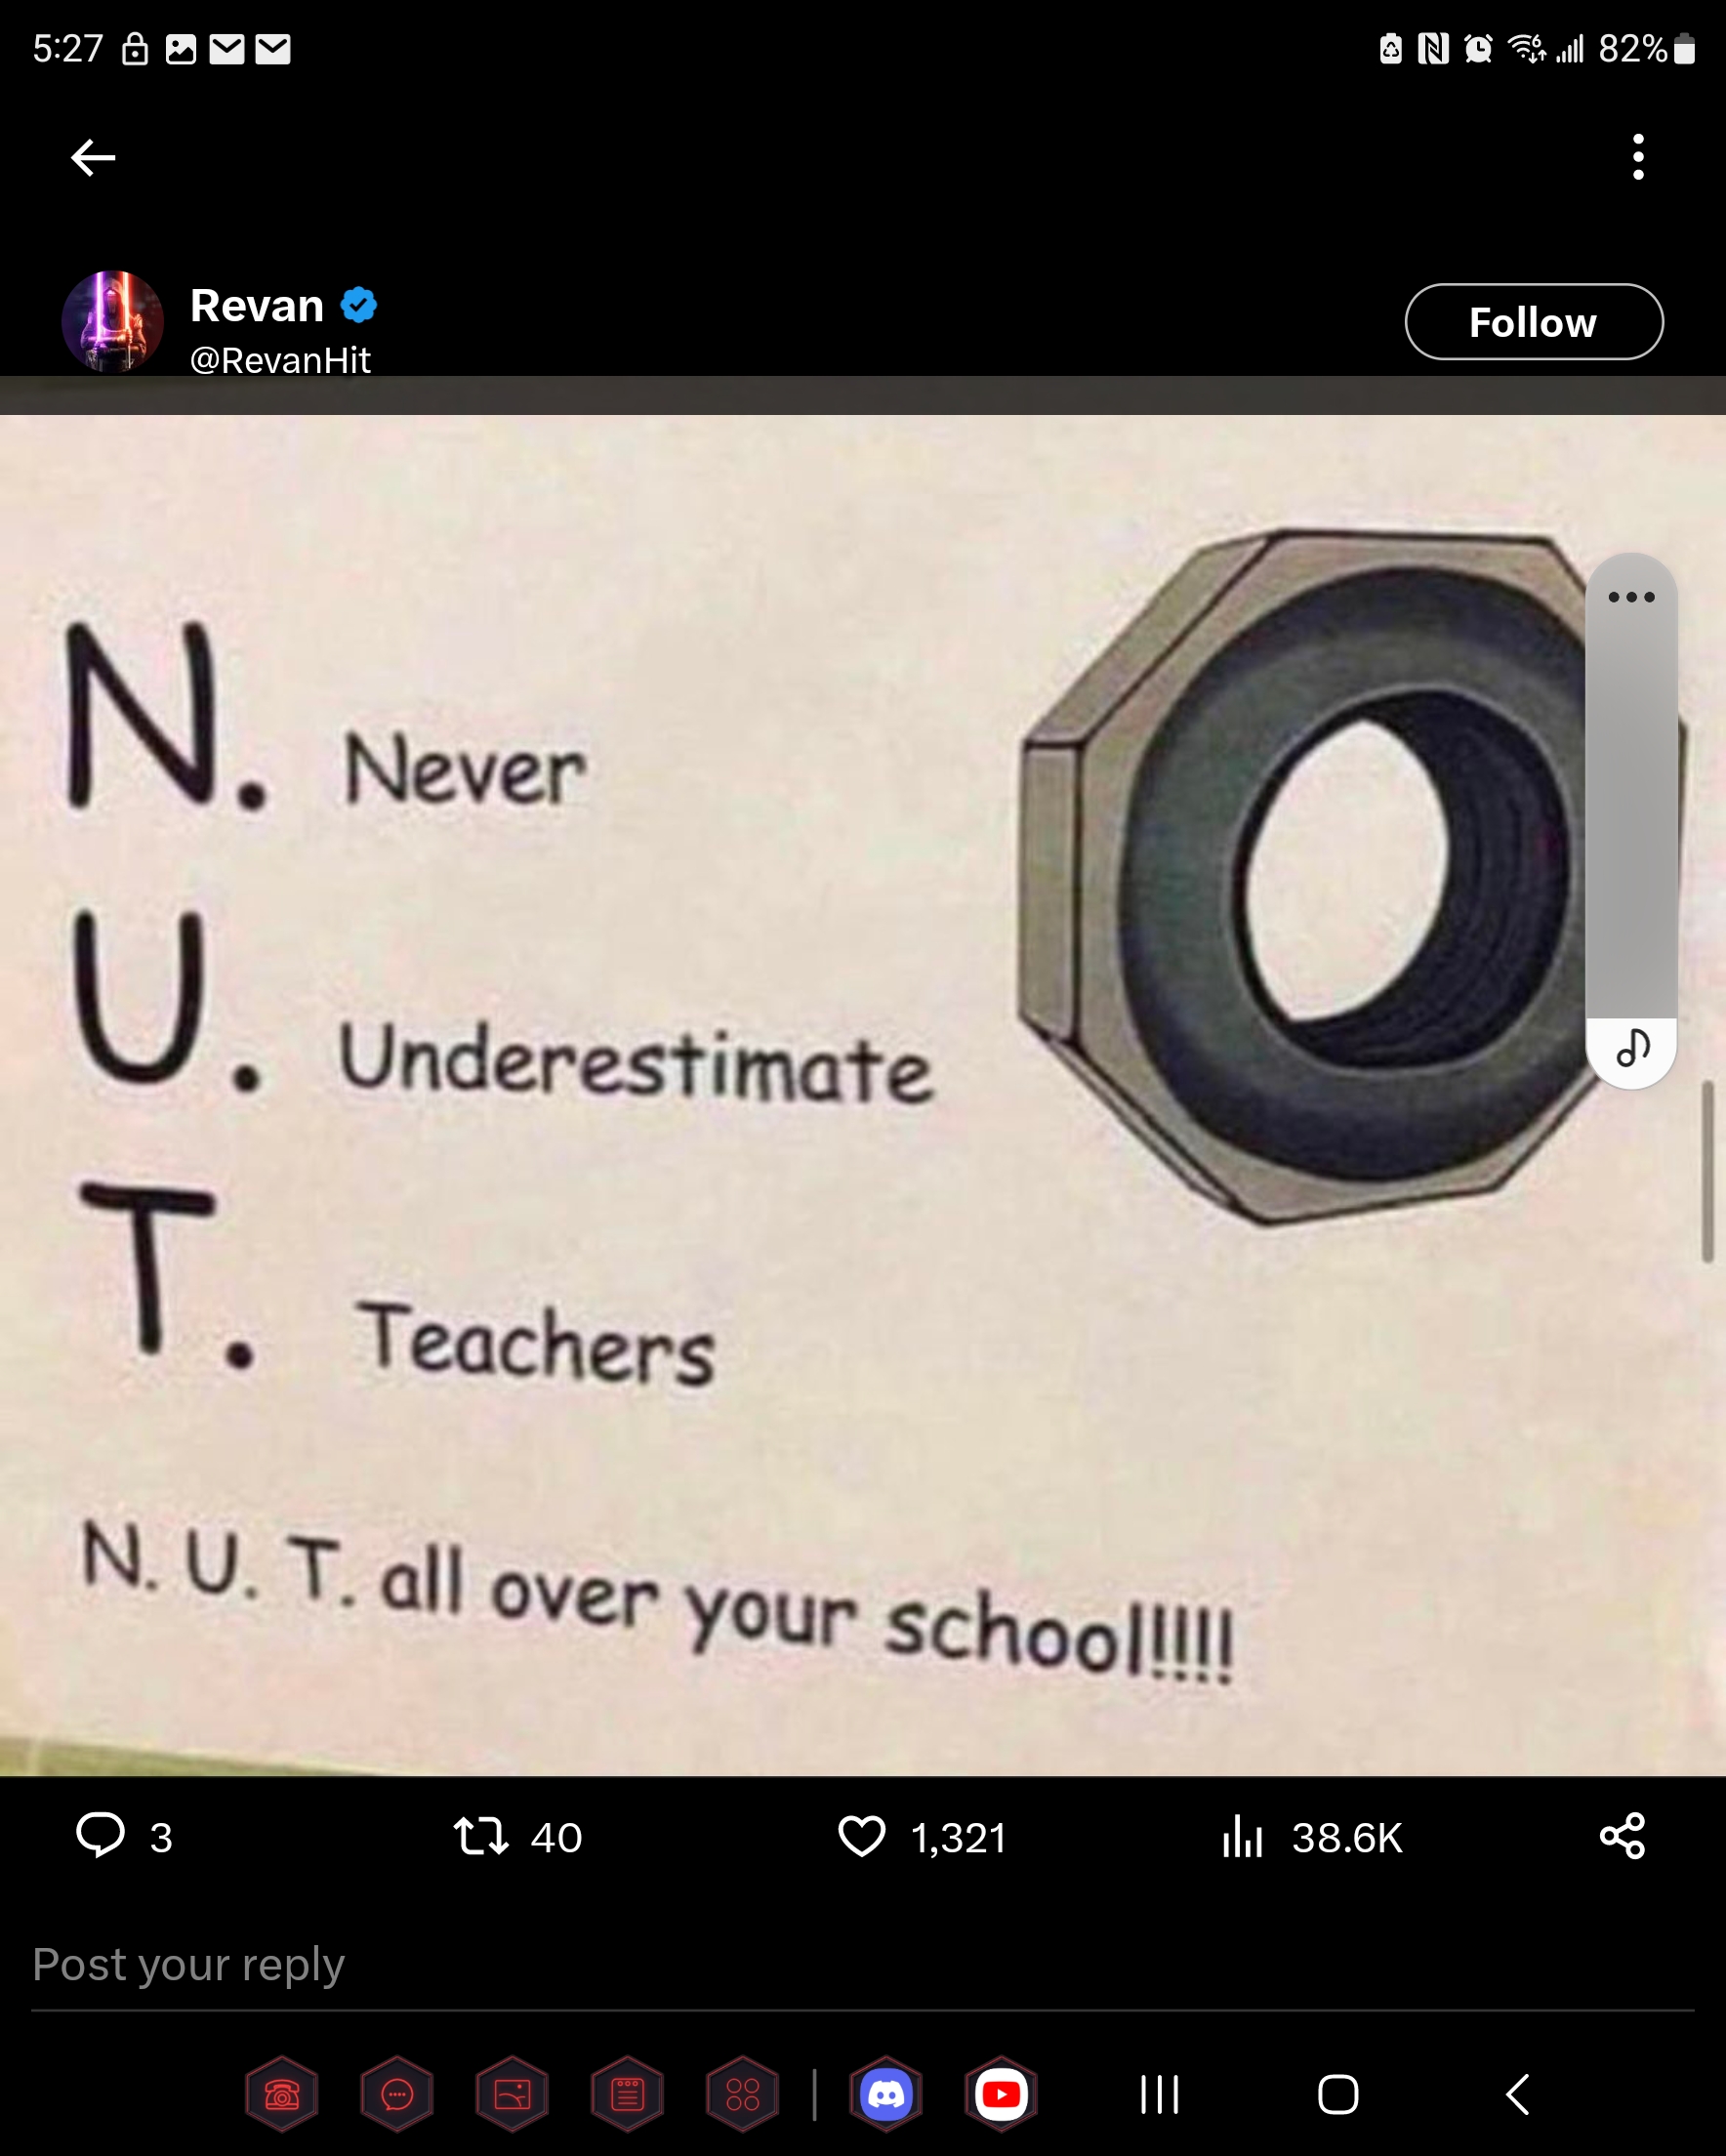 5:27
82%
Revan
@RevanHit
Follow
N. Never
U. Underestimate
T. Teachers
N. U. T. all over your school!!!!!
3 40 1,321 38.6K
Post your reply